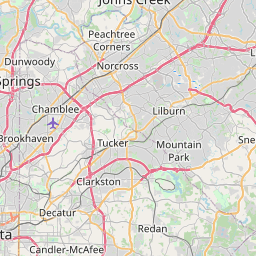 Johns Creek
Peachtree
Corners
Dunwoody
Norcross
Springs
Chamblee
Lilburn
Brookhaven
Tucker
Mountain
Park
Sne
Clarkston
Decatur
Redan
ta
Candler-McAfee